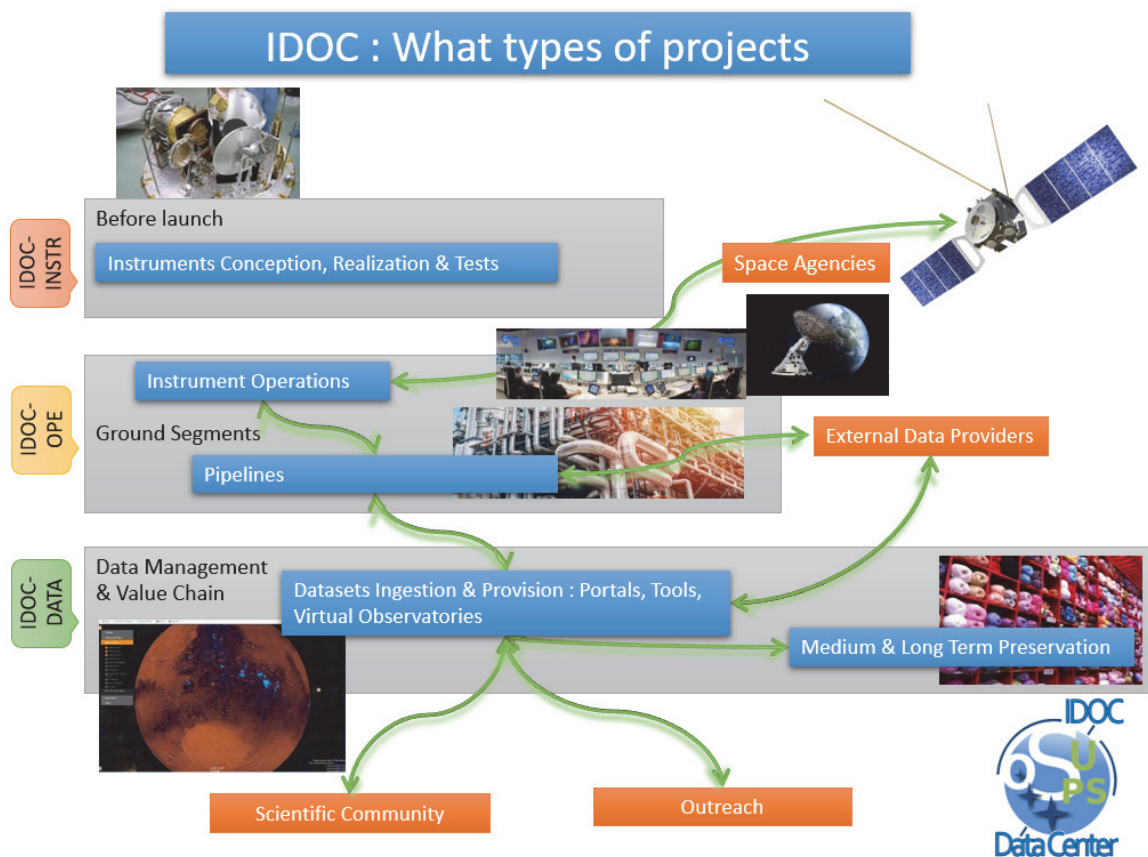 IDOC : What types of projects
IDOC-
INSTR
Before launch
Instruments Conception, Realization & Tests
Space Agencies
IDOC-
OPE
Instrument Operations
Ground Segments
Pipelines
External Data Providers
IDOC-
DATA
Data Management
& Value Chain
Datasets Ingestion & Provision : Portals, Tools,
Virtual Observatories
Medium & Long Term Preservation
Scientific Community
Outreach
IDOC
OSUPS
Data Center